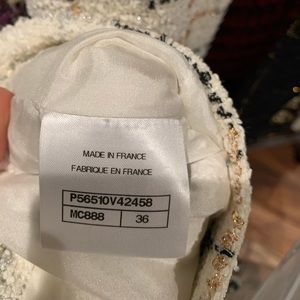 MADE IN FRANCE
FABRIQUE EN FRANCE
P56510V42458
MC888 36